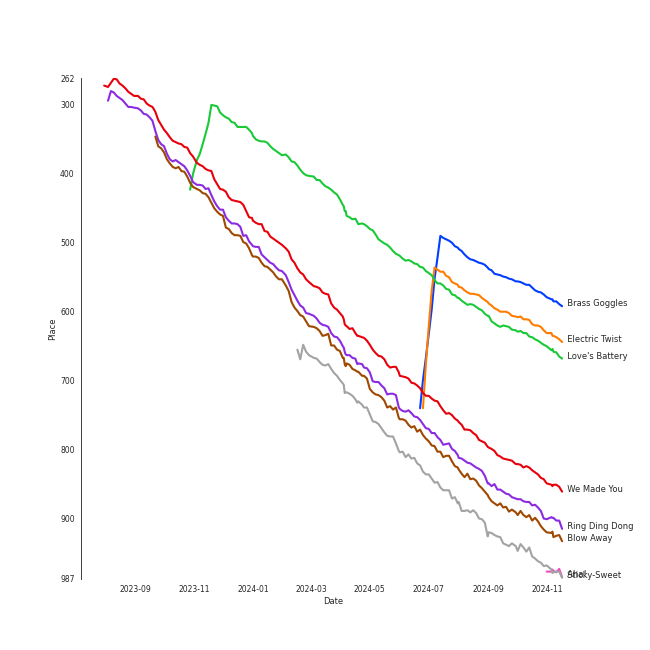 262
300
400
500
600
700
800
900
987
Place
2023-09
2023-11
2024-01
2024-03
2024-05
2024-07
2024-09
2024-11
Date
Brass Goggles
Electric Twist
Love's Battery
We Made You
Ring Ding Dong
Blow Away
Sticky-Sweet